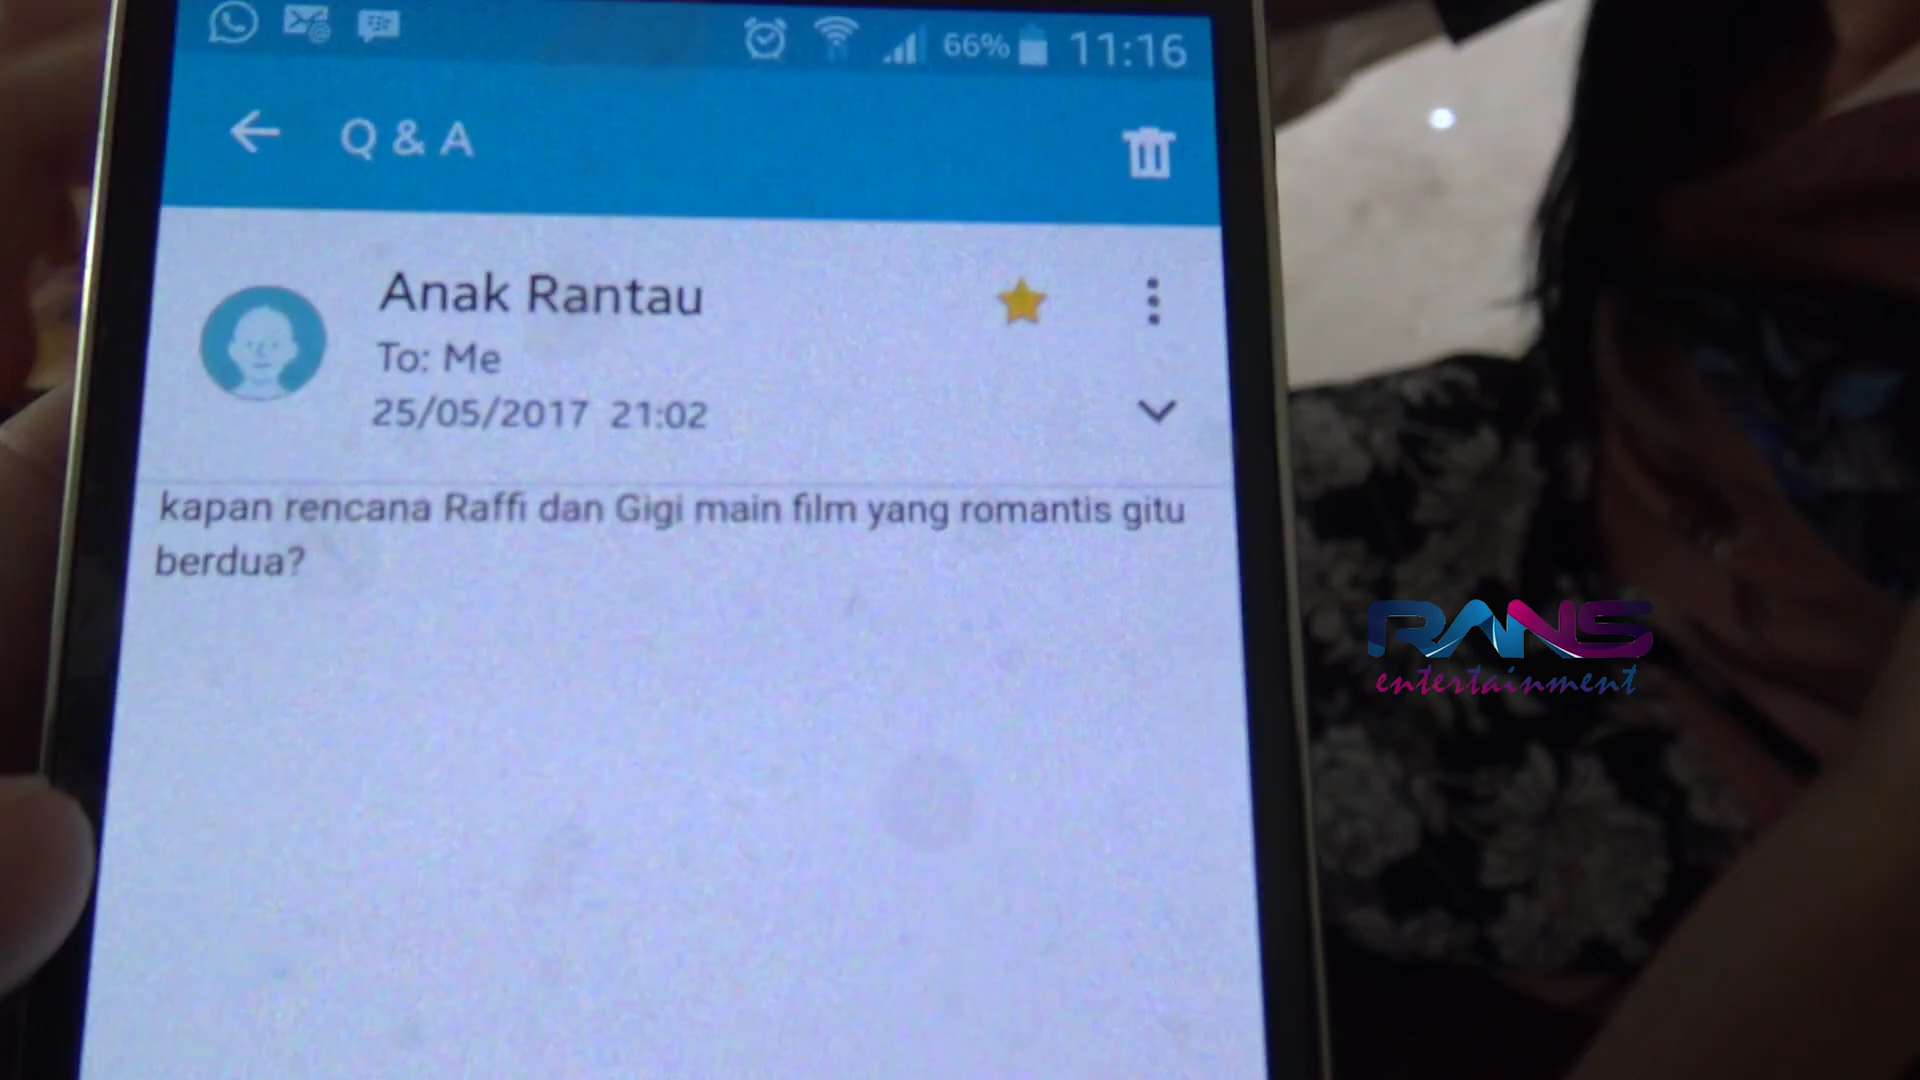 66% 11:16
Q & A
Anak Rantau
To: Me
25/05/2017 21:02
kapan rencana Raffi dan Gigi main film yang romantis gitu
berdua?
RANS
entertainment